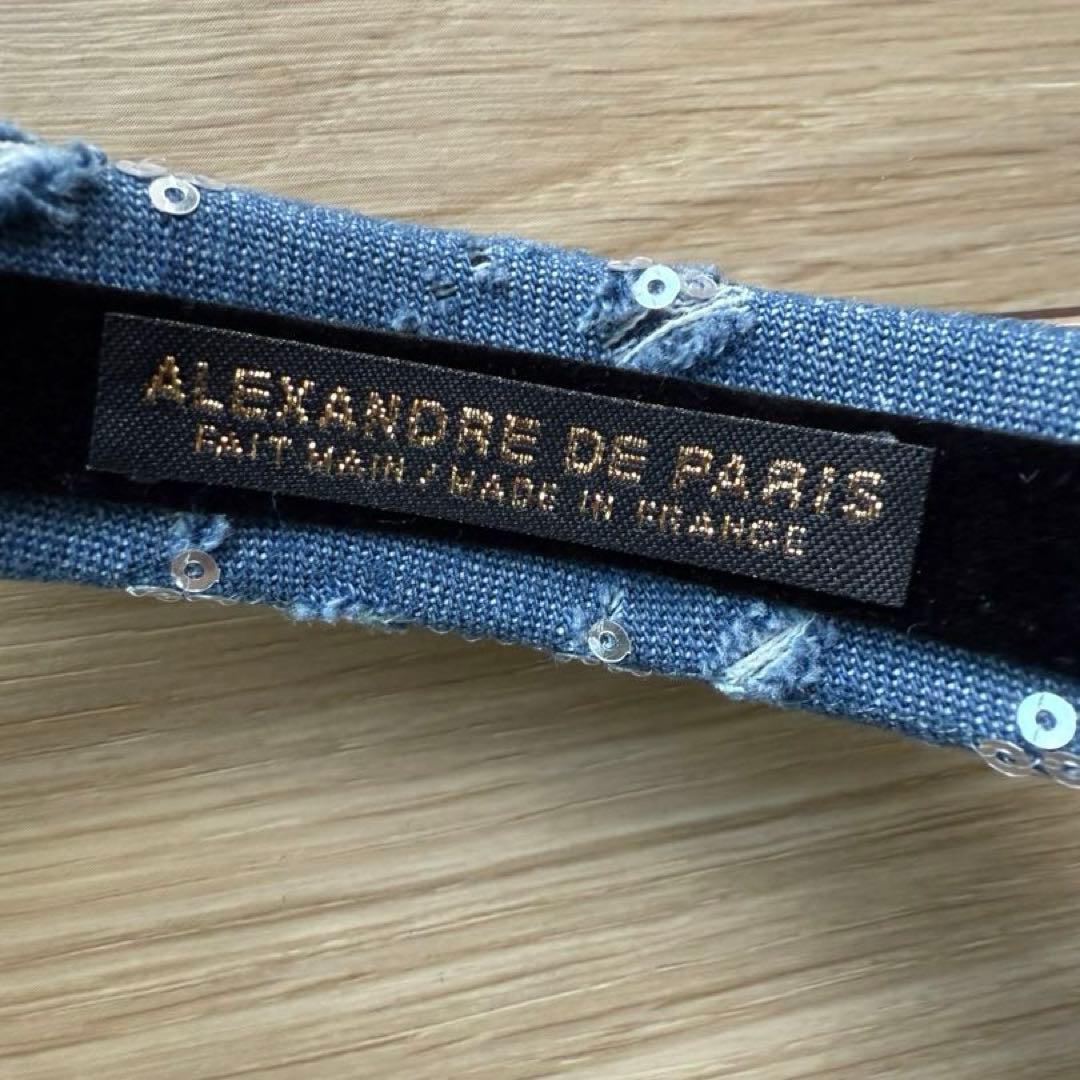 ALEXANDRE DE PARIS
FAIT MAIN / MADE IN FRANCE